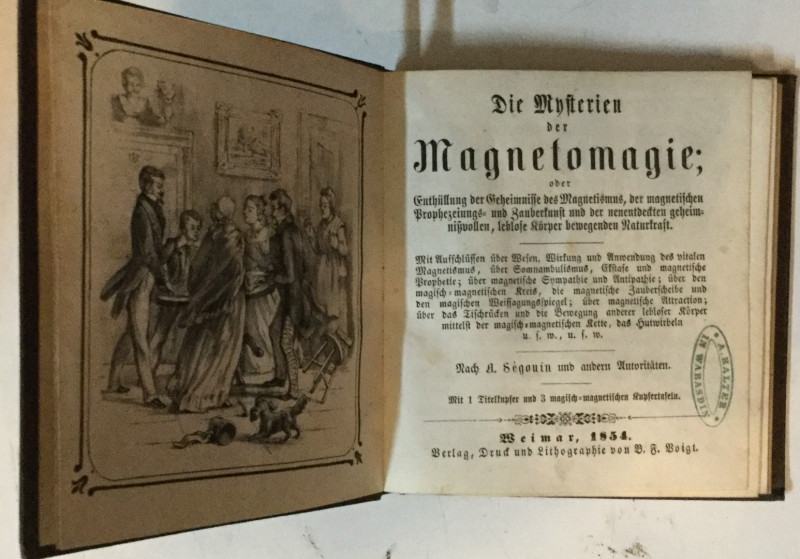 Die Mysterien
der
Magnetomagie;
oder
Enthüllung der Geheimnisse des Magnetismus, der magnetischen
Prophezeiungs- und Zauberkunst und der neuentdeckten geheim-
nißvollen, leblose Körper bewegenden Naturkraft.
Mit Aufschlüssen über Wesen, Wirkung und Anwendung des vitalen
Magnetismus, über Somnambulismus, Ekstase und magnetische
Prophetie; über magnetische Sympathie und Antipathie; über den
magisch-magnetischen Kreis, die magnetische Zauberscheibe und
den magischen Weissagungsspiegel; über magnetische Attraction;
über das Tischrücken und die Bewegung anderer lebloser Körper
mittelst der magisch-magnetischen Kette, das Hutwirbeln
u. s. w., u. s. w.
Nach A. Ségouin und andern Autoritäten.
Mit 1 Titelkupfer und 3 magisch-magnetischen Kupfertafeln.
Weimar, 1854.
Verlag, Druck und Lithographie von B. F. Voigt.
* A. HALTER *
IN WARASDIN